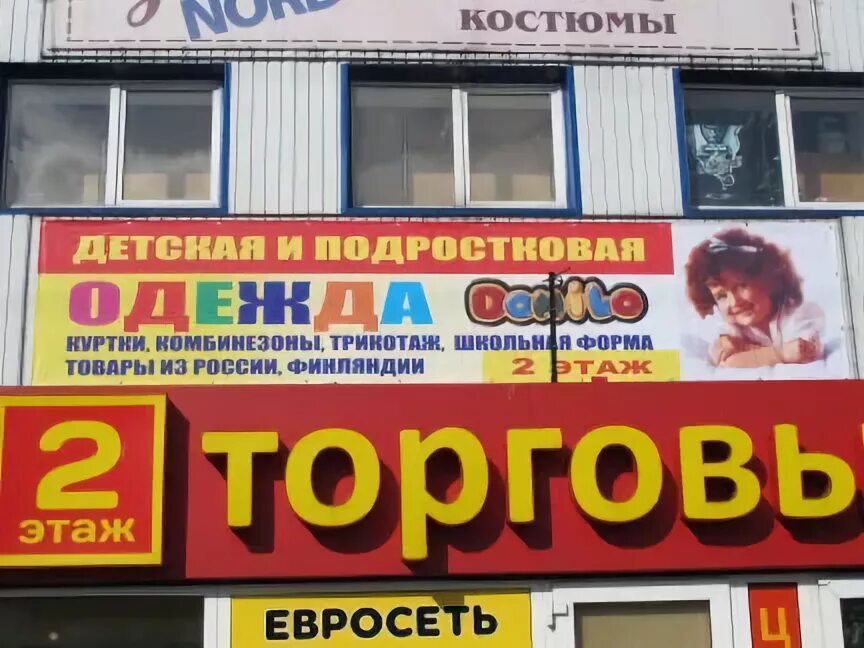 NORD
КОСТЮМЫ
ДЕТСКАЯ И ПОДРОСТКОВАЯ
ОДЕЖДА Danilo
КУРТКИ, КОМБИНЕЗОНЫ, ТРИКОТАЖ, ШКОЛЬНАЯ ФОРМА
ТОВАРЫ ИЗ РОССИИ, ФИНЛЯНДИИ
2 ЭТАЖ
2 этаж
ТОРГОВЫ
ЕВРОСЕТЬ
Ц